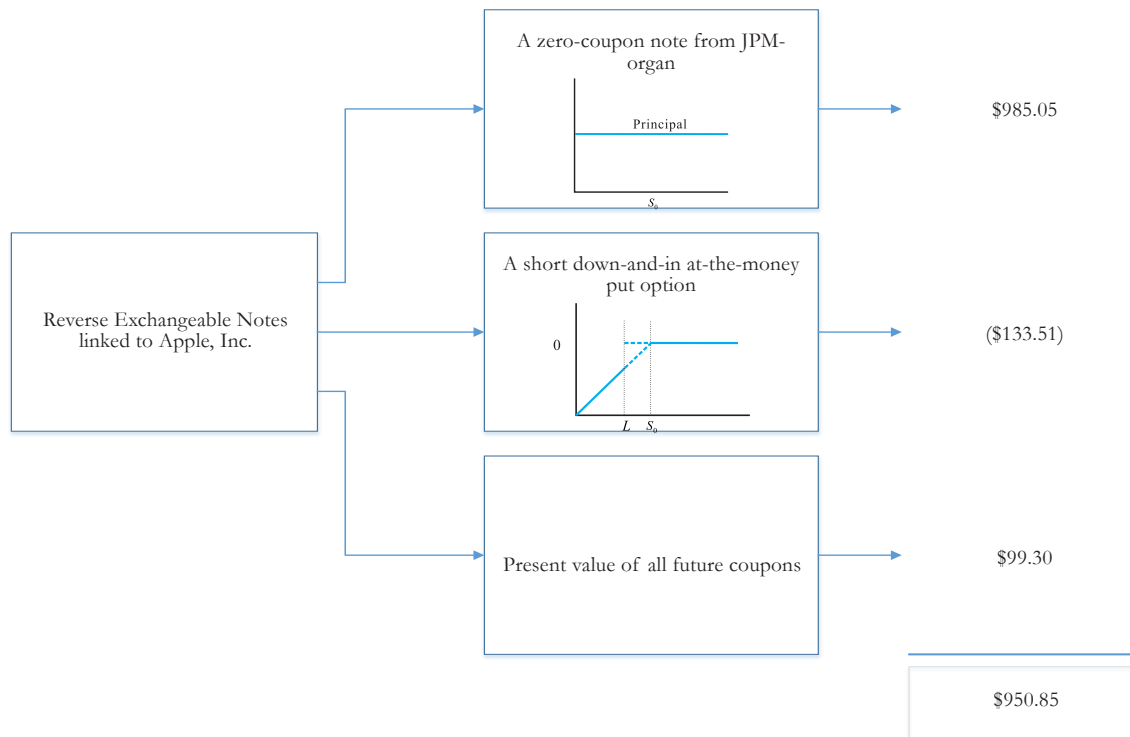 A zero-coupon note from JPM-
organ
Principal
S₀
$985.05
Reverse Exchangeable Notes
linked to Apple, Inc.
A short down-and-in at-the-money
put option
0
L S₀
($133.51)
Present value of all future coupons
$99.30
$950.85